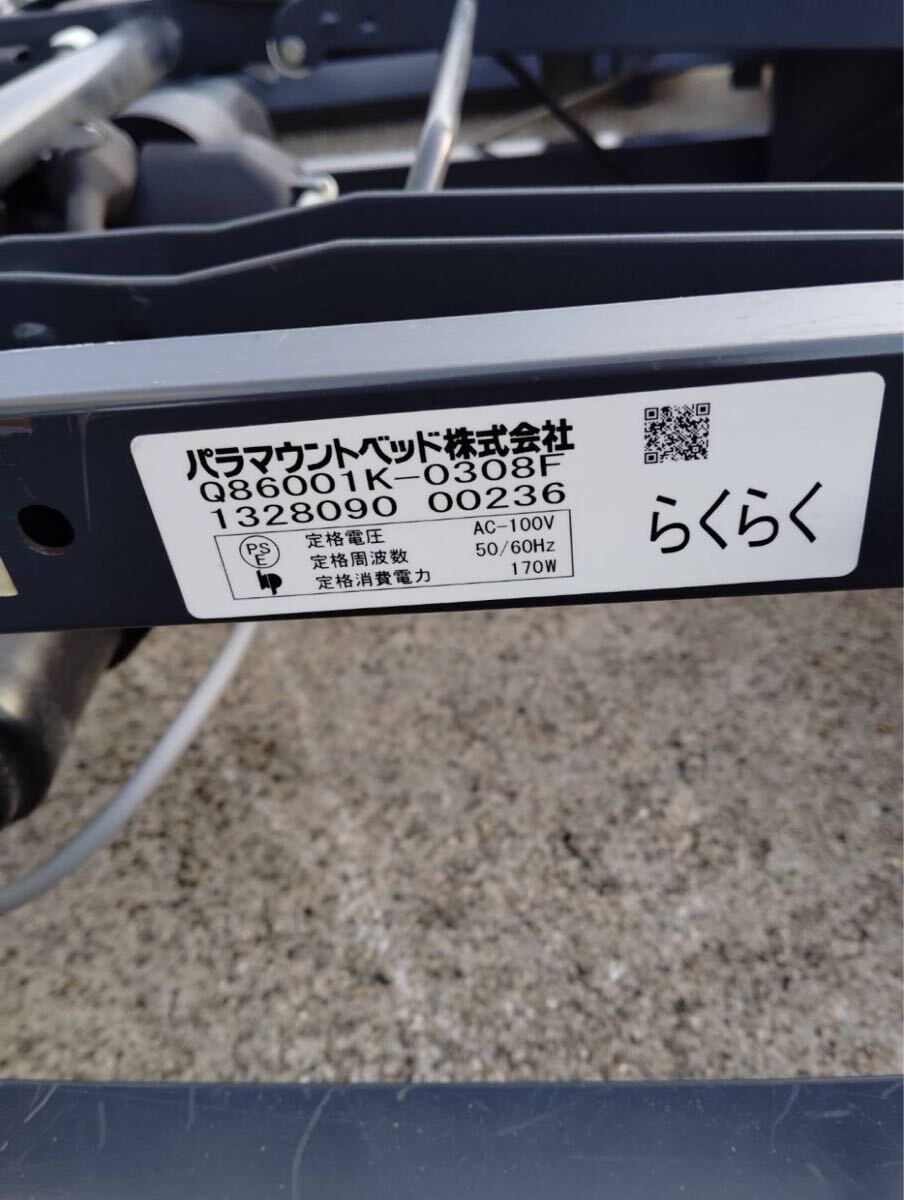 パラマウントベッド株式会社
Q86001K-0308F
1328090 00236
PS
E
定格電圧 AC-100V
定格周波数 50/60Hz
定格消費電力 170W
らくらく